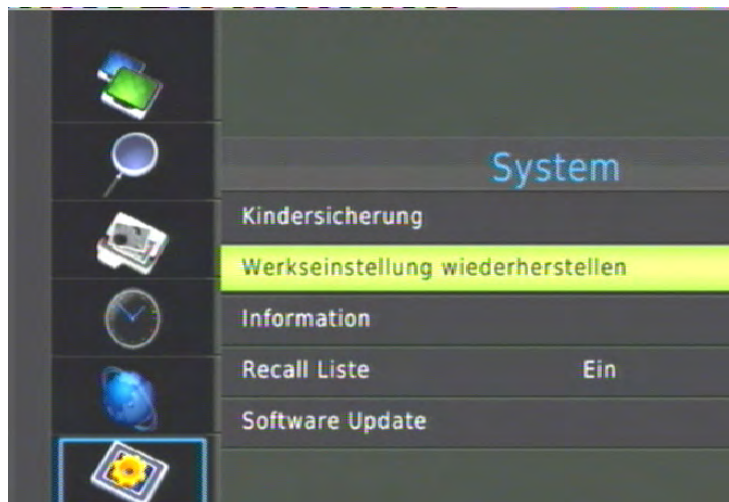 System
Kindersicherung
Werkseinstellung wiederherstellen
Information
Recall Liste Ein
Software Update